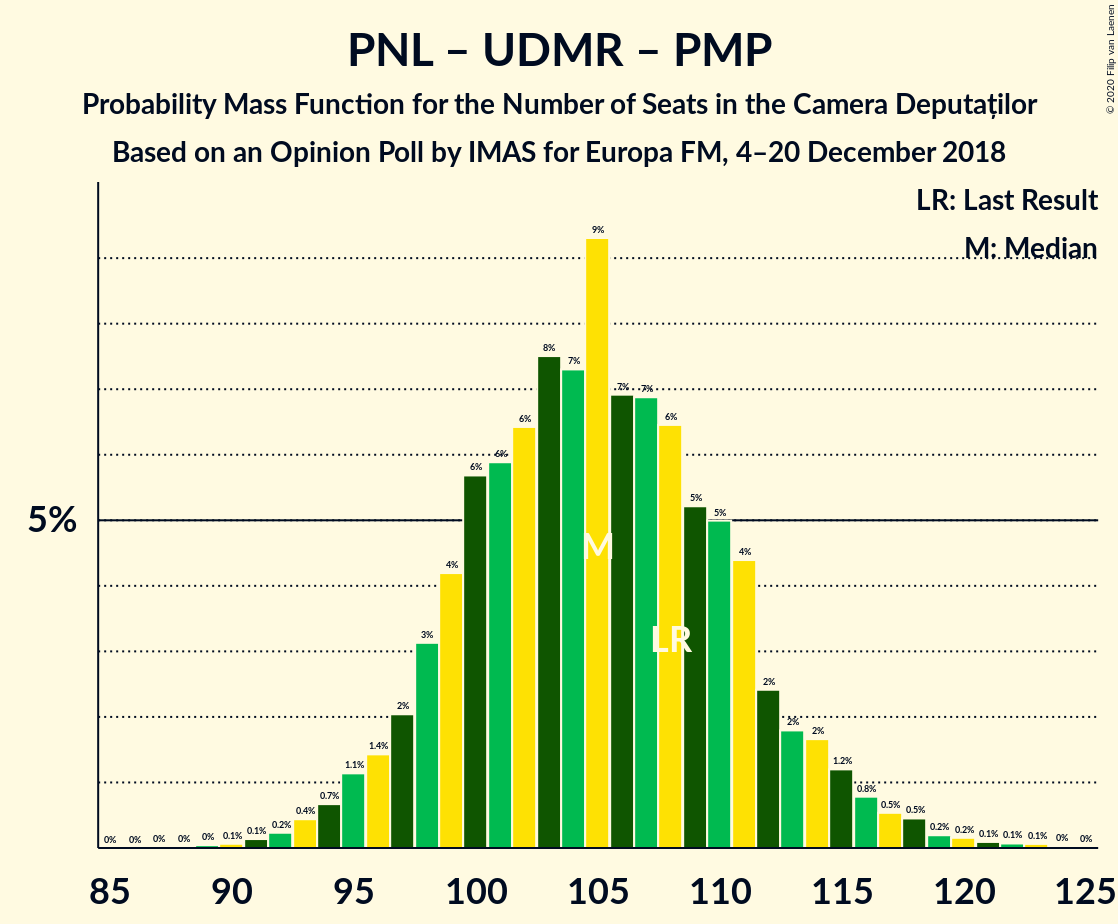 PNL – UDMR – PMP
Probability Mass Function for the Number of Seats in the Camera Deputaților
Based on an Opinion Poll by IMAS for Europa FM, 4–20 December 2018
© 2020 Filip van Laenen
LR: Last Result
M: Median
5%
0% 0% 0% 0% 0% 0.1% 0.1% 0.2% 0.4% 0.7% 1.1% 1.4% 2% 3% 4% 6% 6% 6% 8% 7% 9% 7% 7% 6% 5% 5% 4% 2% 2% 2% 1.2% 0.8% 0.5% 0.5% 0.2% 0.2% 0.1% 0.1% 0.1% 0% 0%
M
LR
85 90 95 100 105 110 115 120 125